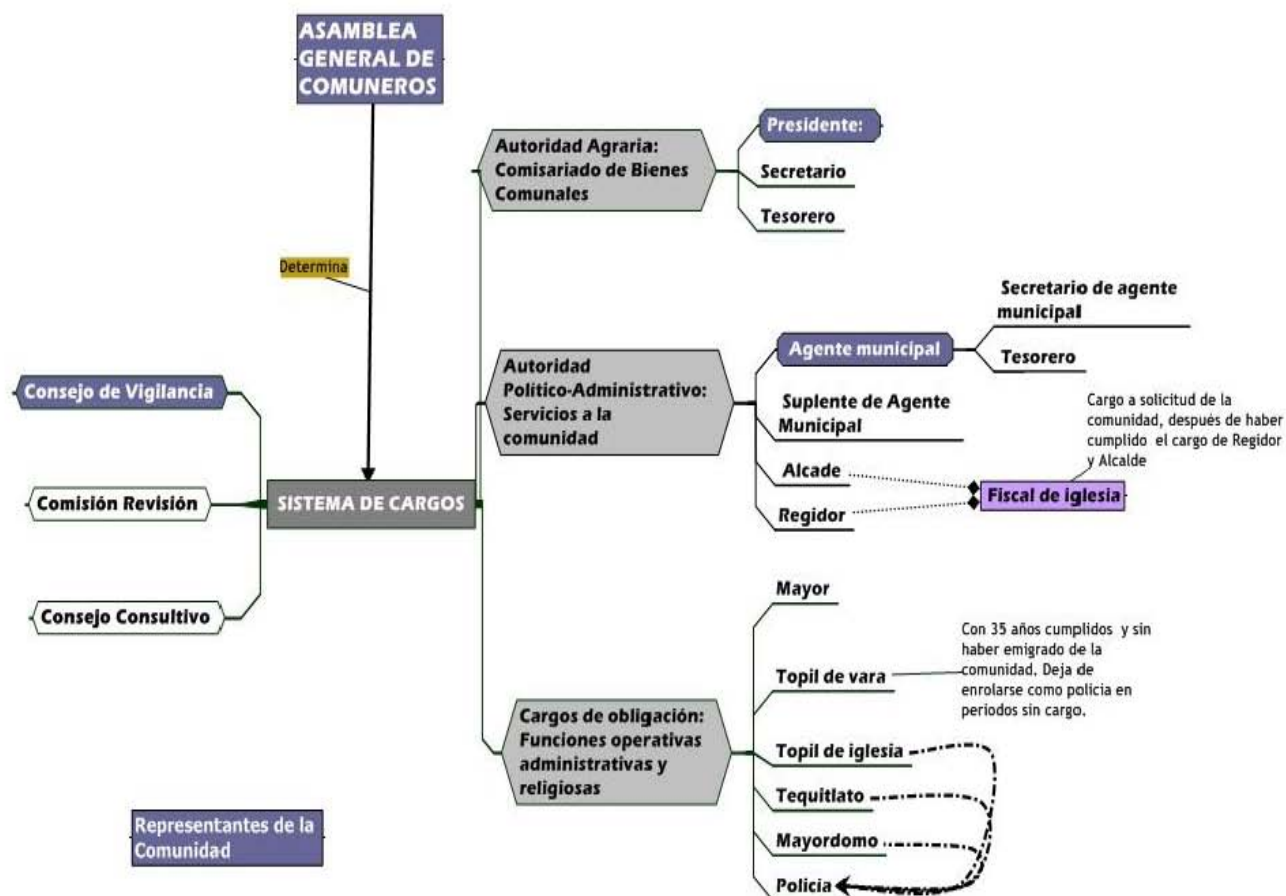 ASAMBLEA
GENERAL DE
COMUNEROS
Determina
SISTEMA DE CARGOS
Consejo de Vigilancia
Comisión Revisión
Consejo Consultivo
Autoridad Agraria:
Comisariado de Bienes
Comunales
Presidente:
Secretario
Tesorero
Autoridad
Político-Administrativo:
Servicios a la
comunidad
Agente municipal
Secretario de agente
municipal
Tesorero
Suplente de Agente
Municipal
Alcade
Regidor
Cargo a solicitud de la
comunidad, después de haber
cumplido el cargo de Regidor
y Alcalde
Fiscal de iglesia
Cargos de obligación:
Funciones operativas
administrativas y
religiosas
Mayor
Topil de vara
Con 35 años cumplidos y sin
haber emigrado de la
comunidad. Deja de
enrolarse como policía en
periodos sin cargo.
Topil de iglesia
Tequitlato
Mayordomo
Policía
Representantes de la
Comunidad